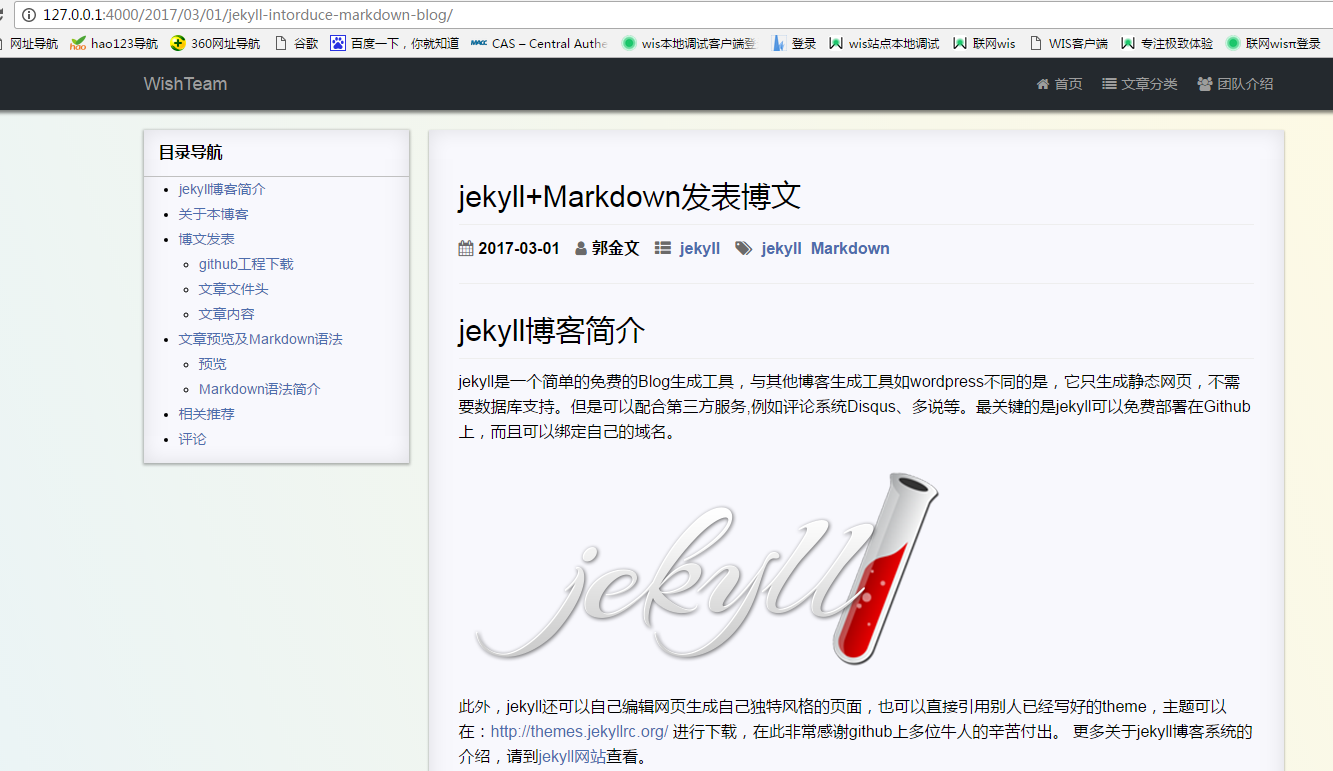 127.0.0.1:4000/2017/03/01/jekyll-intorduce-markdown-blog/
网址导航 hao123导航 360网址导航 谷歌 百度一下，你就知道 CAS – Central Authe wis本地调试客户端登 登录 wis站点本地调试 联网wis WIS客户端 专注极致体验 联网wisπ登录
WishTeam 首页 文章分类 团队介绍
目录导航
jekyll博客简介
关于本博客
博文发表
github工程下载
文章文件头
文章内容
文章预览及Markdown语法
预览
Markdown语法简介
相关推荐
评论
jekyll+Markdown发表博文
2017-03-01 郭金文 jekyll jekyll Markdown
jekyll博客简介
jekyll是一个简单的免费的Blog生成工具，与其他博客生成工具如wordpress不同的是，它只生成静态网页，不需
要数据库支持。但是可以配合第三方服务,例如评论系统Disqus、多说等。最关键的是jekyll可以免费部署在Github
上，而且可以绑定自己的域名。
jekyll
此外，jekyll还可以自己编辑网页生成自己独特风格的页面，也可以直接引用别人已经写好的theme，主题可以
在：http://themes.jekyllrc.org/ 进行下载，在此非常感谢github上多位牛人的辛苦付出。 更多关于jekyll博客系统的
介绍，请到jekyll网站查看。